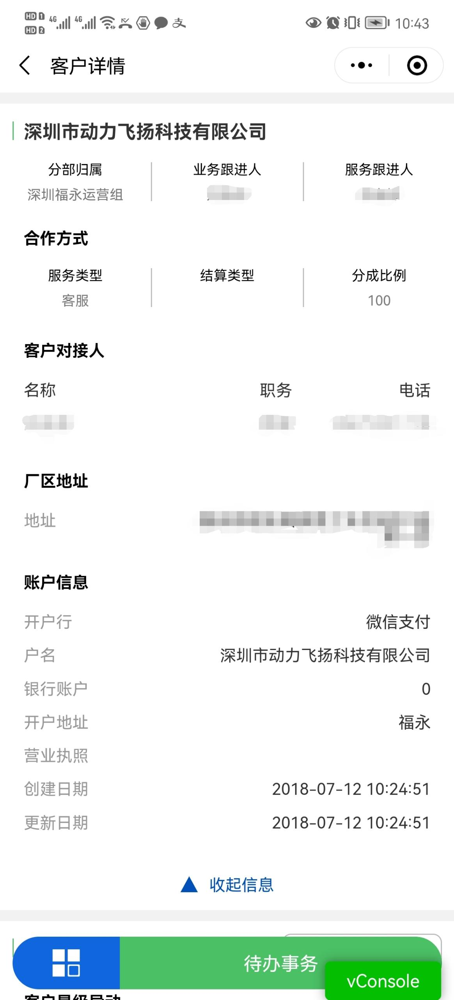 HD 1 4G 4G 支 10:43
HD 2
客户详情
深圳市动力飞扬科技有限公司
分部归属 业务跟进人 服务跟进人
深圳福永运营组
合作方式
服务类型 结算类型 分成比例
客服 100
客户对接人
名称 职务 电话
厂区地址
地址
账户信息
开户行 微信支付
户名 深圳市动力飞扬科技有限公司
银行账户 0
开户地址 福永
营业执照
创建日期 2018-07-12 10:24:51
更新日期 2018-07-12 10:24:51
收起信息
待办事务
vConsole